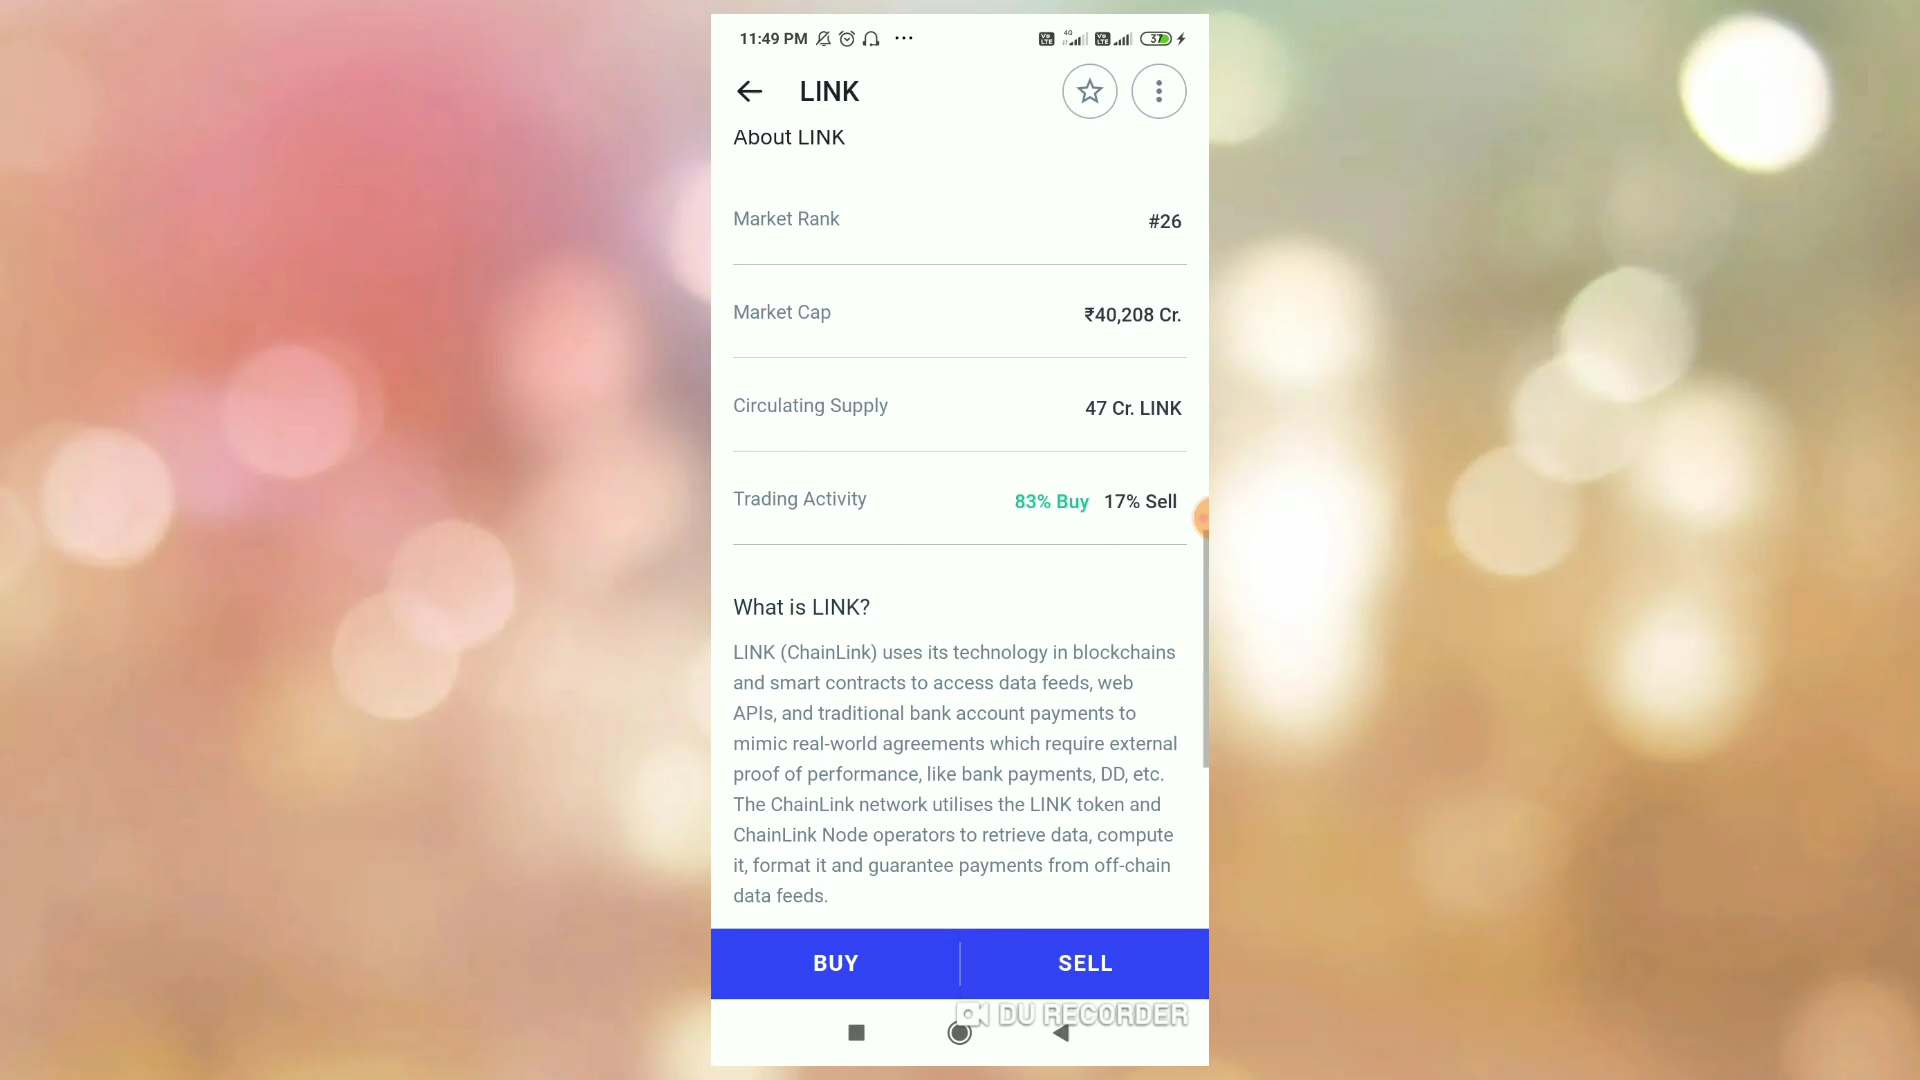 11:49 PM
4G
37
LINK
About LINK
Market Rank #26
Market Cap ₹40,208 Cr.
Circulating Supply 47 Cr. LINK
Trading Activity 83% Buy 17% Sell
What is LINK?
LINK (ChainLink) uses its technology in blockchains
and smart contracts to access data feeds, web
APIs, and traditional bank account payments to
mimic real-world agreements which require external
proof of performance, like bank payments, DD, etc.
The ChainLink network utilises the LINK token and
ChainLink Node operators to retrieve data, compute
it, format it and guarantee payments from off-chain
data feeds.
BUY SELL
DU RECORDER